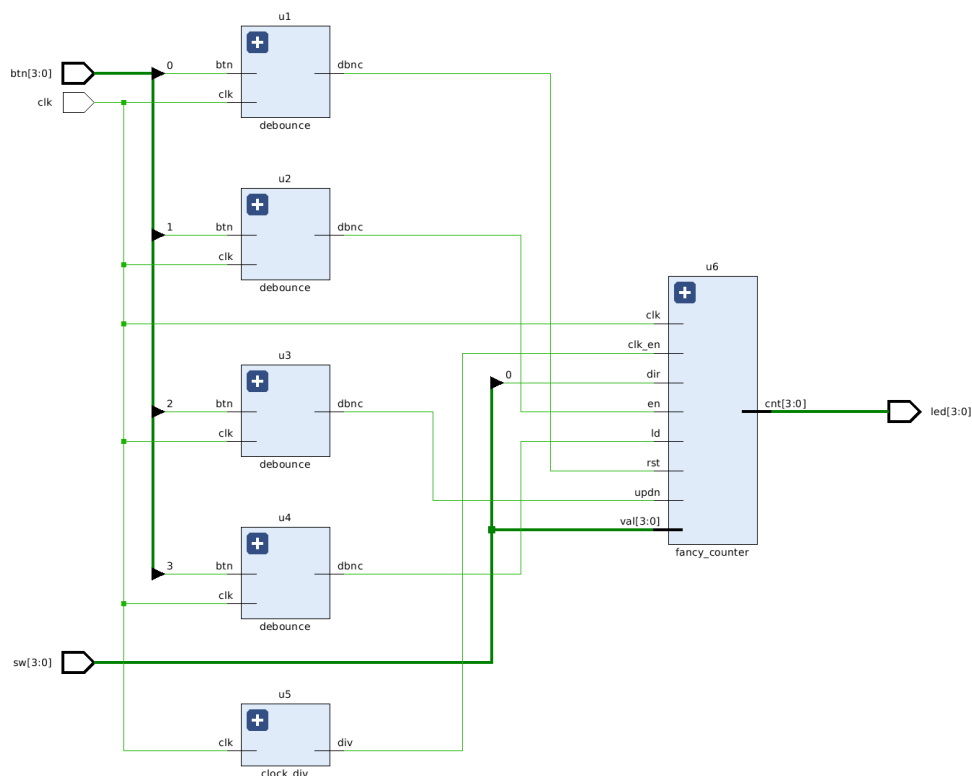 u1
btn[3:0]
0
btn
dbnc
clk
clk
debounce
u2
1
btn
dbnc
clk
debounce
u6
clk
clk_en
u3
0
dir
2
btn
dbnc
en
cnt[3:0]
led[3:0]
clk
ld
debounce
rst
updn
u4
val[3:0]
fancy_counter
3
btn
dbnc
clk
debounce
sw[3:0]
u5
clk
div
clock_div